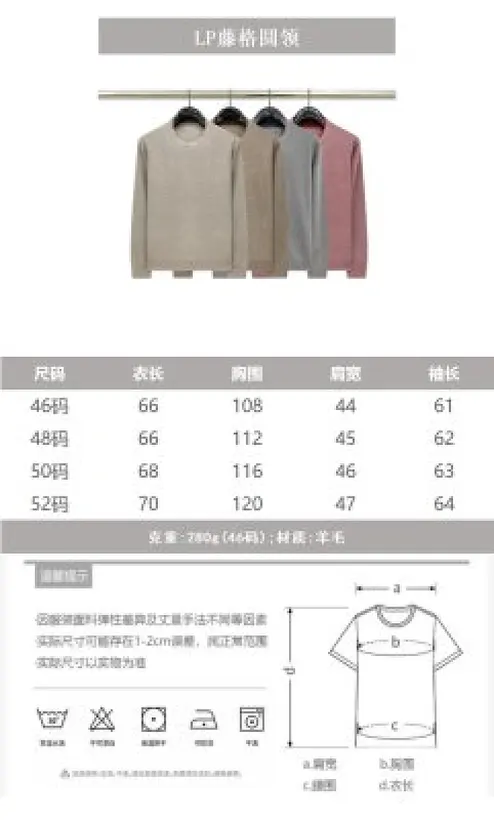 LP藤格圓领
尺码 衣长 胸围 肩宽 袖长
46码 66 108 44 61
48码 66 112 45 62
50码 68 116 46 63
52码 70 120 47 64
克重:280g(46码);材质:羊毛
温馨提示
·因服装面料弹性差异及丈量手法不同等因素
·实际尺寸可能存在1-2cm误差，属正常范围
·实际尺寸以实物为准
a
b
d
c
a.肩宽 b.胸围
c.腰围 d.衣长